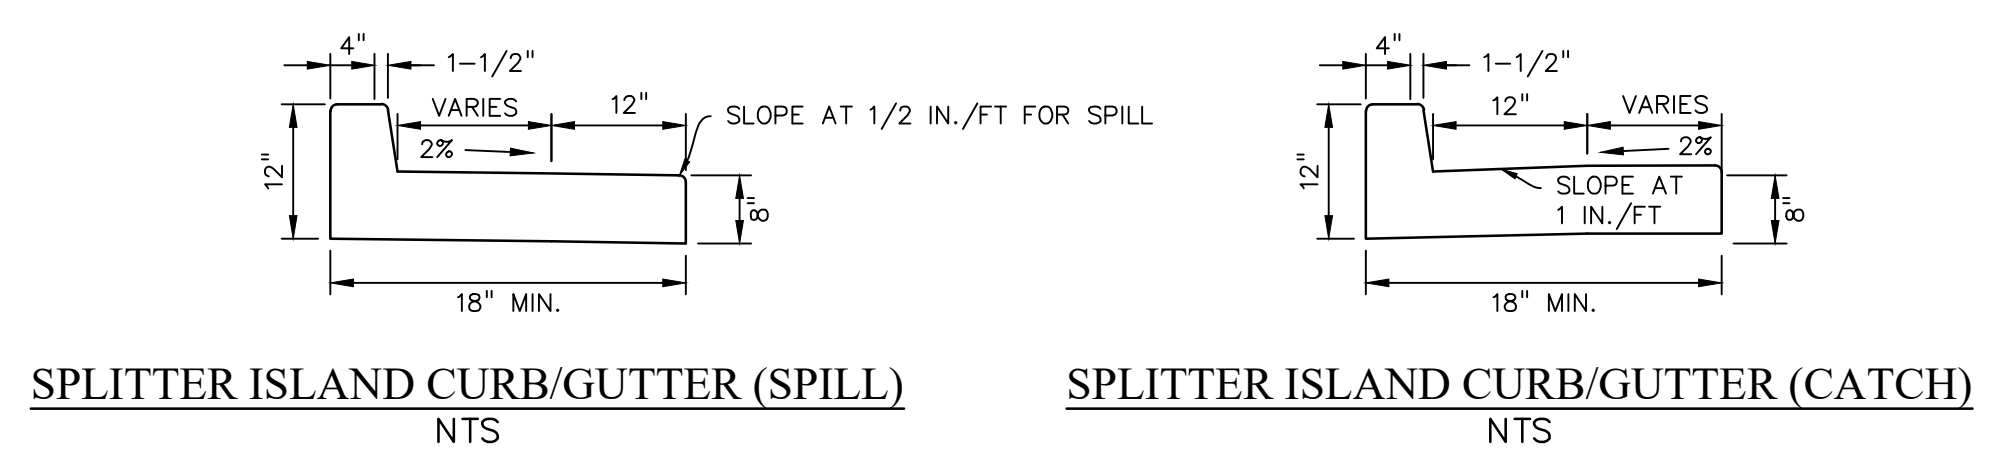 4"
1-1/2"
VARIES
12"
SLOPE AT 1/2 IN./FT FOR SPILL
2%
12"
8"
18" MIN.
SPLITTER ISLAND CURB/GUTTER (SPILL)
NTS
4"
1-1/2"
12"
VARIES
2%
12"
SLOPE AT
1 IN./FT
8"
18" MIN.
SPLITTER ISLAND CURB/GUTTER (CATCH)
NTS